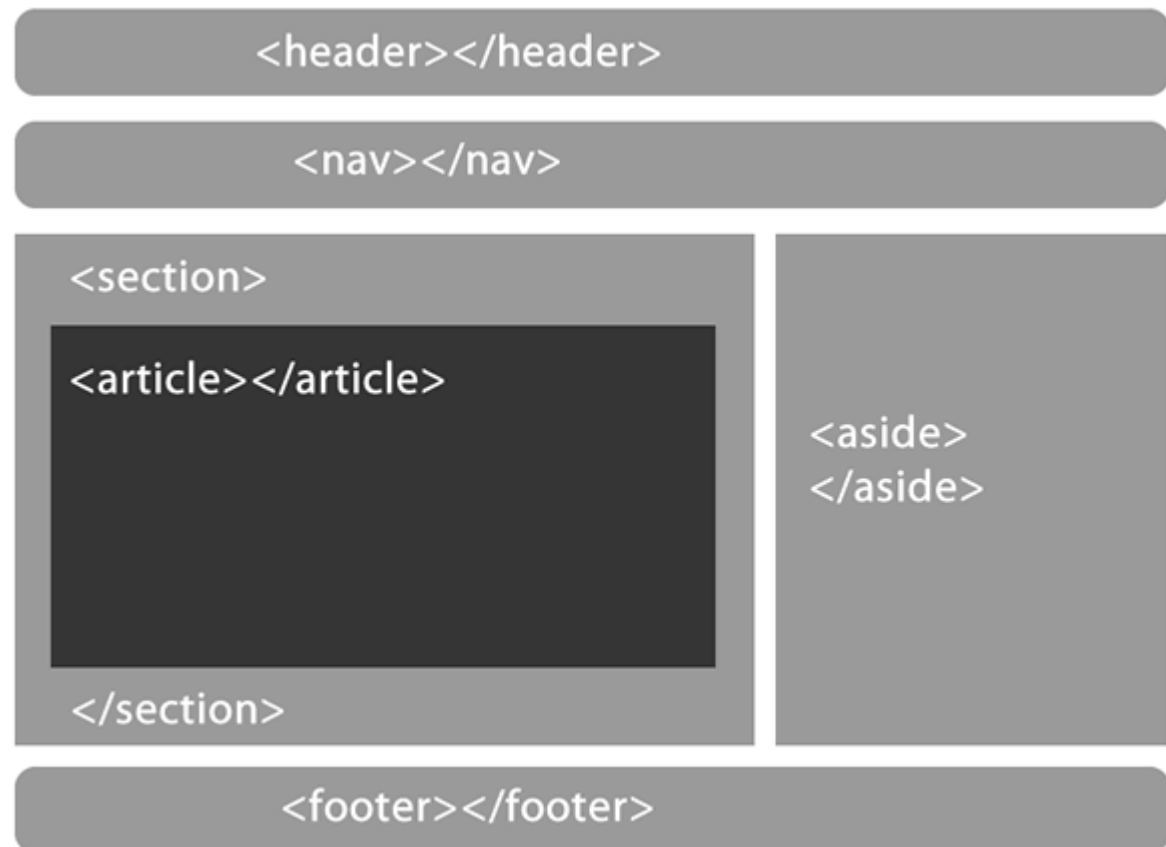 <header></header>
<nav></nav>
<section>
<article></article>
</section>
<aside>
</aside>
<footer></footer>